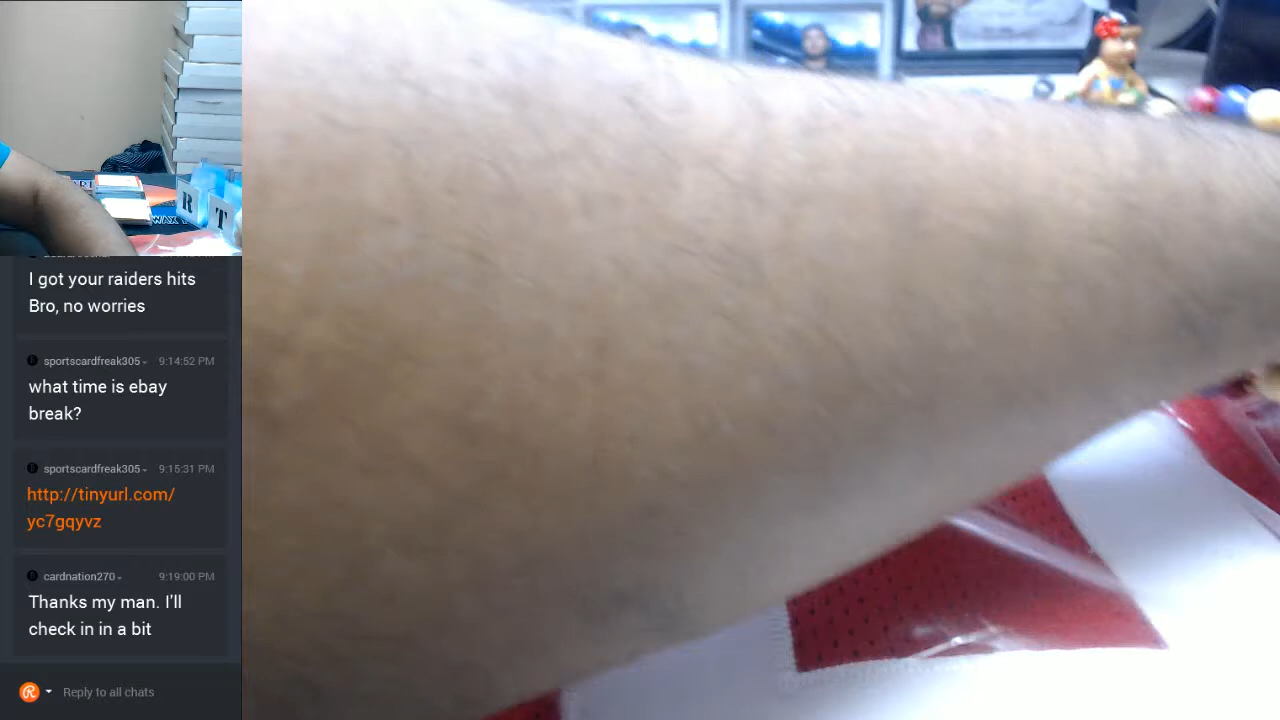 R
T
WAX
I got your raiders hits
Bro, no worries
sportscardfreak305 9:14:52 PM
what time is ebay
break?
sportscardfreak305 9:15:31 PM
http://tinyurl.com/
yc7gqyvz
cardnation270 9:19:00 PM
Thanks my man. I'll
check in in a bit
Reply to all chats